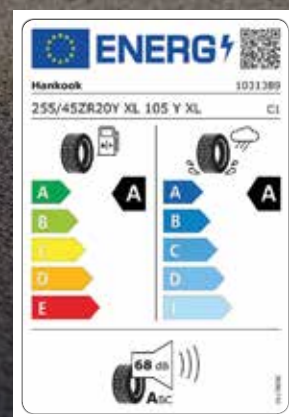 ENERG
Hankook 1031389
255/45ZR20Y XL 105 Y XL C1
A A A A
B B
C C
D D
E
68 dB
ABC